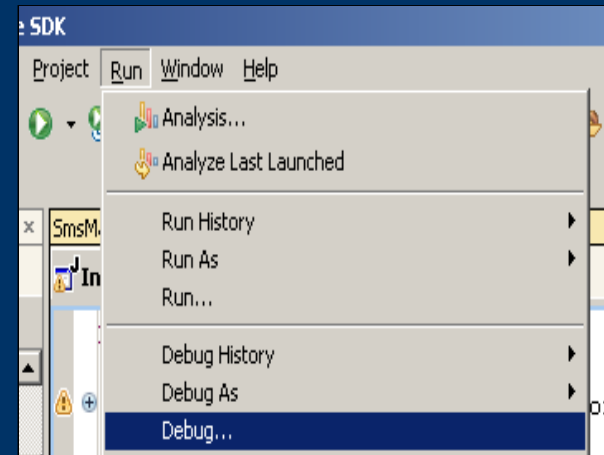 e SDK
Project Run Window Help
Analysis...
Analyze Last Launched
SmsM
Run History
In
Run As
Run...
Debug History
Debug As
Debug...